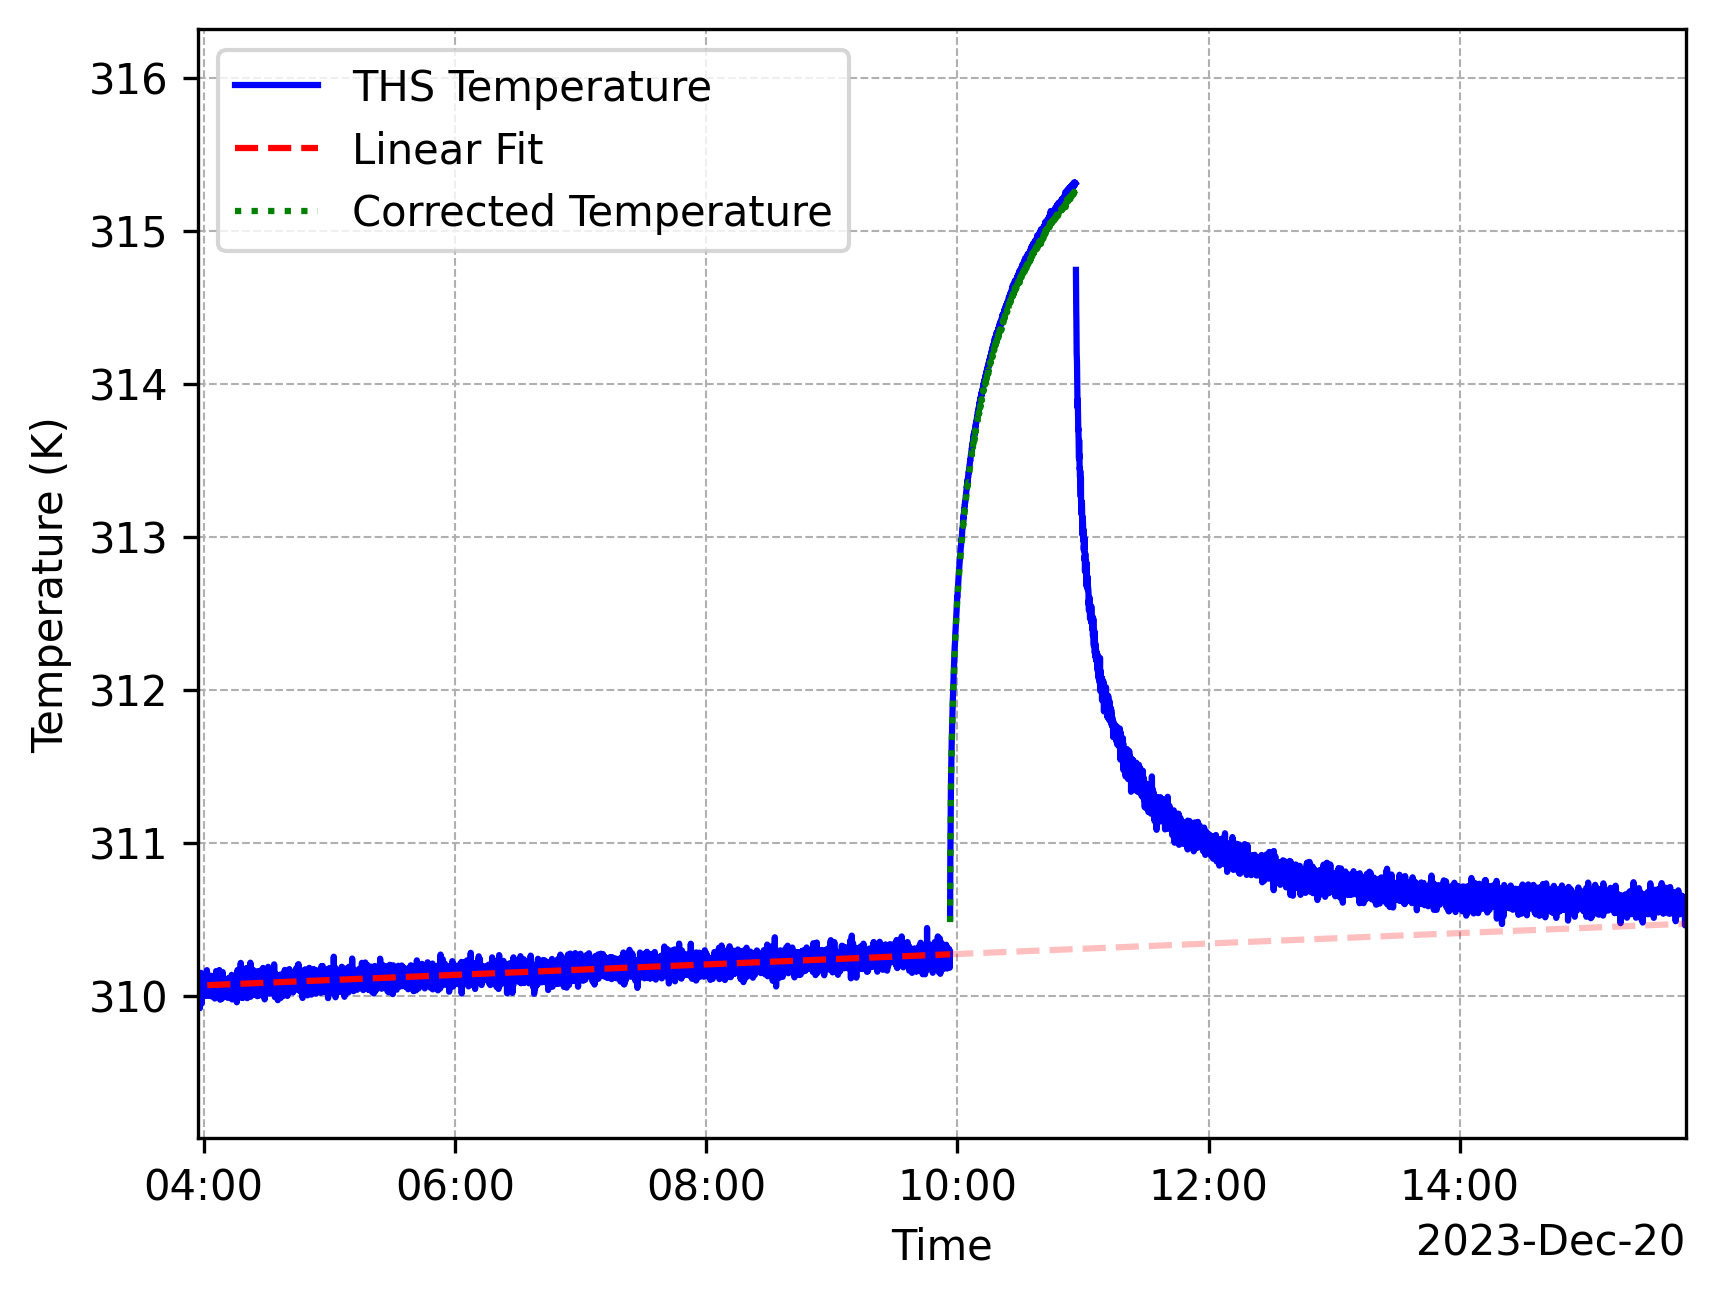 THS Temperature
Linear Fit
Corrected Temperature
316
315
314
313
312
311
310
Temperature (K)
04:00 06:00 08:00 10:00 12:00 14:00
Time
2023-Dec-20